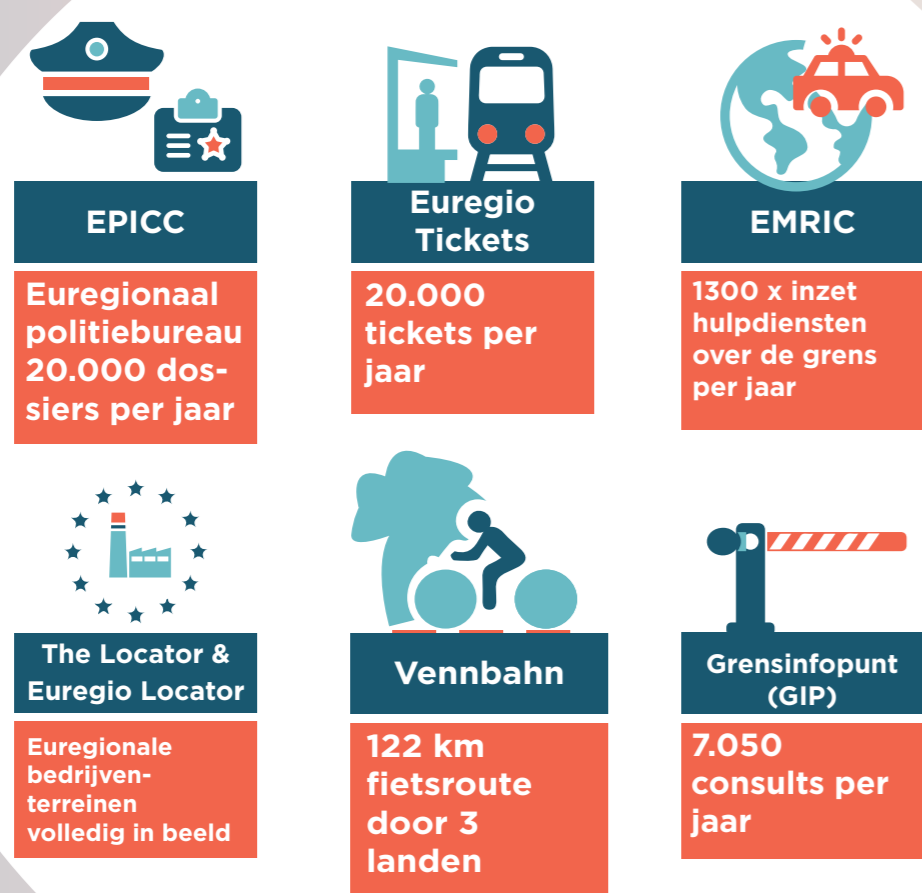 EPICC
Euregionaal
politiebureau
20.000 dos-
siers per jaar
Euregio
Tickets
20.000
tickets per
jaar
EMRIC
1300 x inzet
hulpdiensten
over de grens
per jaar
The Locator &
Euregio Locator
Euregionale
bedrijven-
terreinen
volledig in beeld
Vennbahn
122 km
fietsroute
door 3
landen
Grensinfopunt
(GIP)
7.050
consults per
jaar